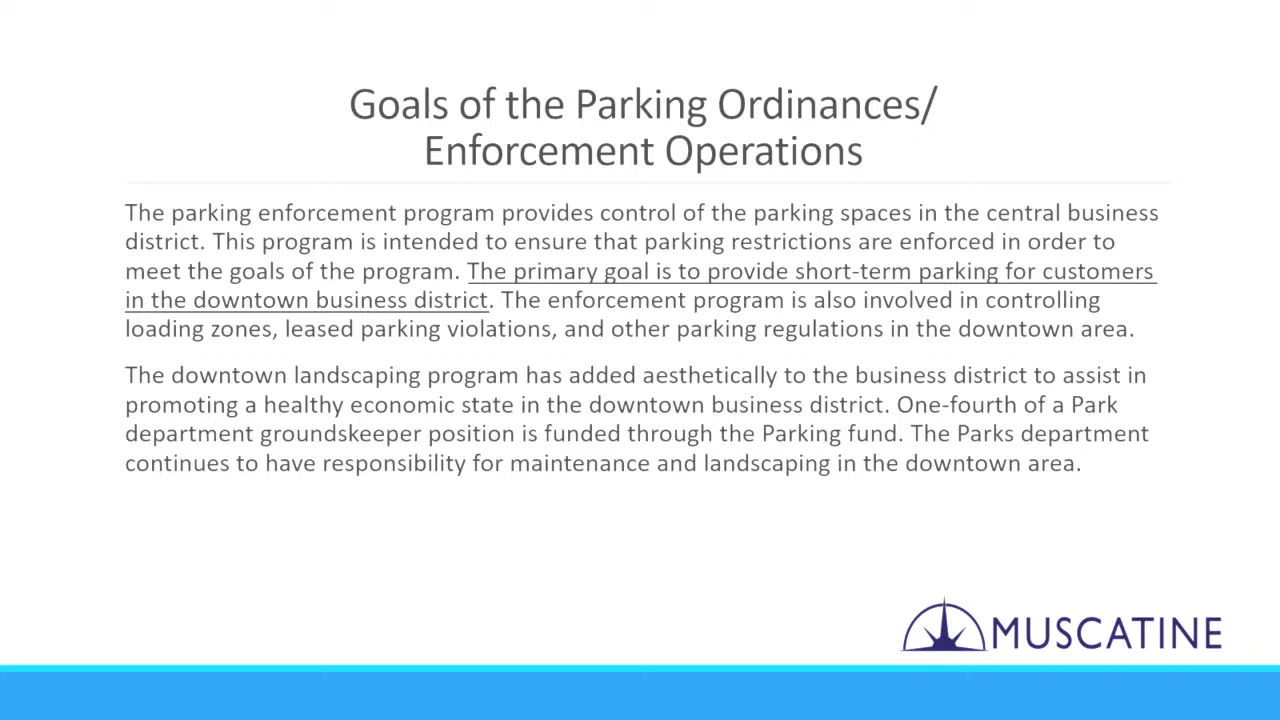 Goals of the Parking Ordinances/
Enforcement Operations
The parking enforcement program provides control of the parking spaces in the central business
district. This program is intended to ensure that parking restrictions are enforced in order to
meet the goals of the program. The primary goal is to provide short-term parking for customers
in the downtown business district. The enforcement program is also involved in controlling
loading zones, leased parking violations, and other parking regulations in the downtown area.
The downtown landscaping program has added aesthetically to the business district to assist in
promoting a healthy economic state in the downtown business district. One-fourth of a Park
department groundskeeper position is funded through the Parking fund. The Parks department
continues to have responsibility for maintenance and landscaping in the downtown area.
MUSCATINE